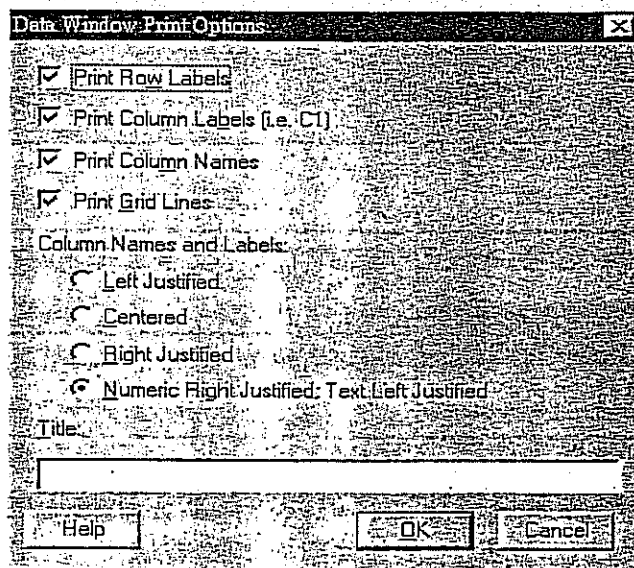 Data Window Print Options
Print Row Labels
Print Column Labels (i.e. C1)
Print Column Names
Print Grid Lines
Column Names and Labels:
Left Justified
Centered
Right Justified
Numeric Right Justified; Text Left Justified
Title:
Help OK Cancel